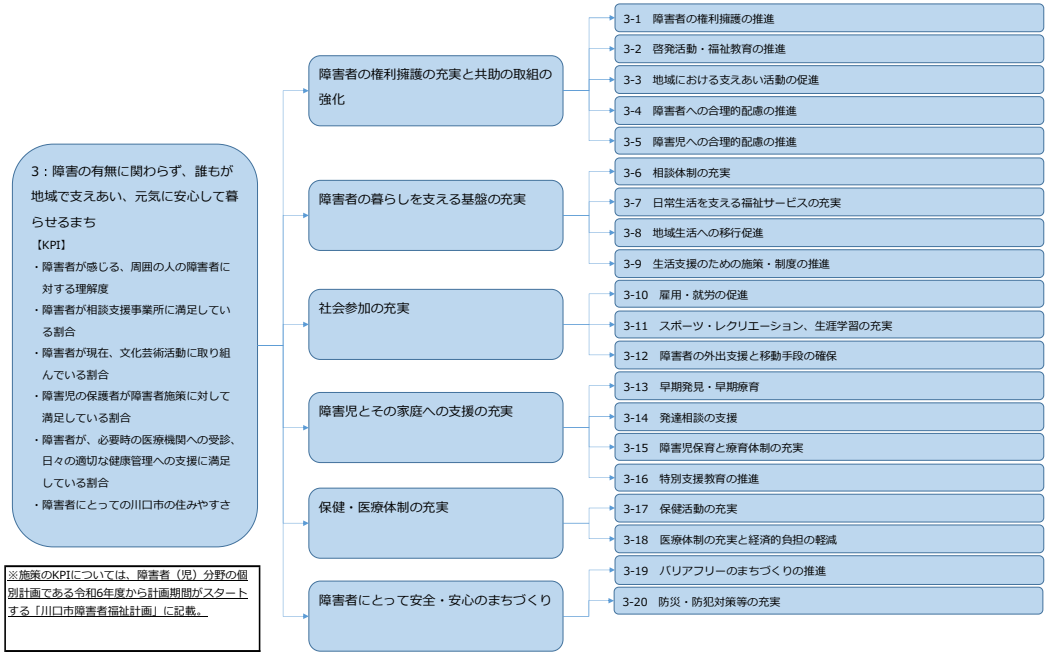 3：障害の有無に関わらず、誰もが
地域で支えあい、元気に安心して暮
らせるまち
【KPI】
・障害者が感じる、周囲の人の障害者に
対する理解度
・障害者が相談支援事業所に満足してい
る割合
・障害者が現在、文化芸術活動に取り組
んでいる割合
・障害児の保護者が障害者施策に対して
満足している割合
・障害者が、必要時の医療機関への受診、
日々の適切な健康管理への支援に満足
している割合
・障害者にとっての川口市の住みやすさ
※施策のKPIについては、障害者（児）分野の個
別計画である令和6年度から計画期間がスタート
する「川口市障害者福祉計画」に記載。
障害者の権利擁護の充実と共助の取組の
強化
3-1 障害者の権利擁護の推進
3-2 啓発活動・福祉教育の推進
3-3 地域における支えあい活動の促進
3-4 障害者への合理的配慮の推進
3-5 障害児への合理的配慮の推進
障害者の暮らしを支える基盤の充実
3-6 相談体制の充実
3-7 日常生活を支える福祉サービスの充実
3-8 地域生活への移行促進
3-9 生活支援のための施策・制度の推進
社会参加の充実
3-10 雇用・就労の促進
3-11 スポーツ・レクリエーション、生涯学習の充実
3-12 障害者の外出支援と移動手段の確保
障害児とその家庭への支援の充実
3-13 早期発見・早期療育
3-14 発達相談の支援
3-15 障害児保育と療育体制の充実
3-16 特別支援教育の推進
保健・医療体制の充実
3-17 保健活動の充実
3-18 医療体制の充実と経済的負担の軽減
障害者にとって安全・安心のまちづくり
3-19 バリアフリーのまちづくりの推進
3-20 防災・防犯対策等の充実